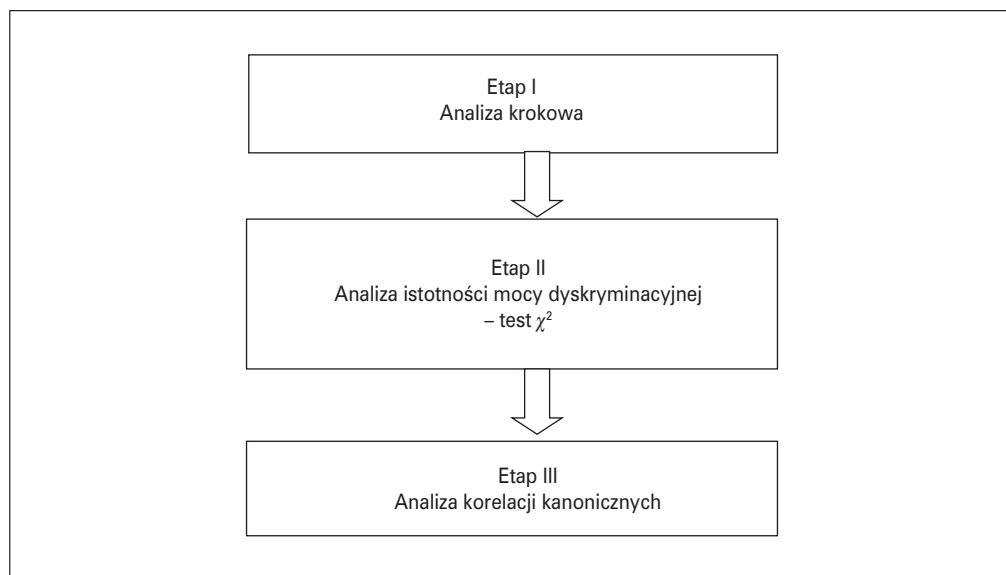 Etap I
Analiza krokowa
Etap II
Analiza istotności mocy dyskryminacyjnej
– test χ²
Etap III
Analiza korelacji kanonicznych